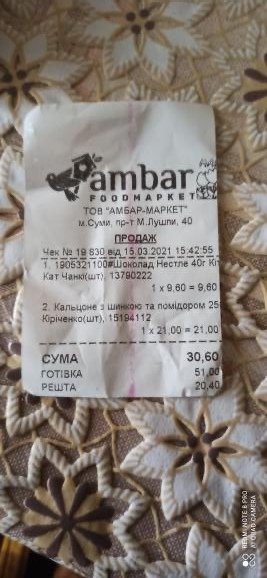 ambar
FOODMARKET
ТОВ "АМБАР-МАРКЕТ"
м.Суми, пр-т М.Лушпи, 40
ПРОДАЖ
Чек № 19 830 від 15.03.2021 15:42:55
1. 1905321100#Шоколад Нестле 40г Кіт
Кат Чанкі(шт), 13790222
1 x 9,60 = 9,60
2. Кальцоне з шинкою та помідором 250
Кіріченко(шт), 15194112
1 x 21,00 = 21,00
СУМА 30,60
ГОТІВКА 51,00
РЕШТА 20,40
REDMI NOTE 8 PRO
AI QUAD CAMERA